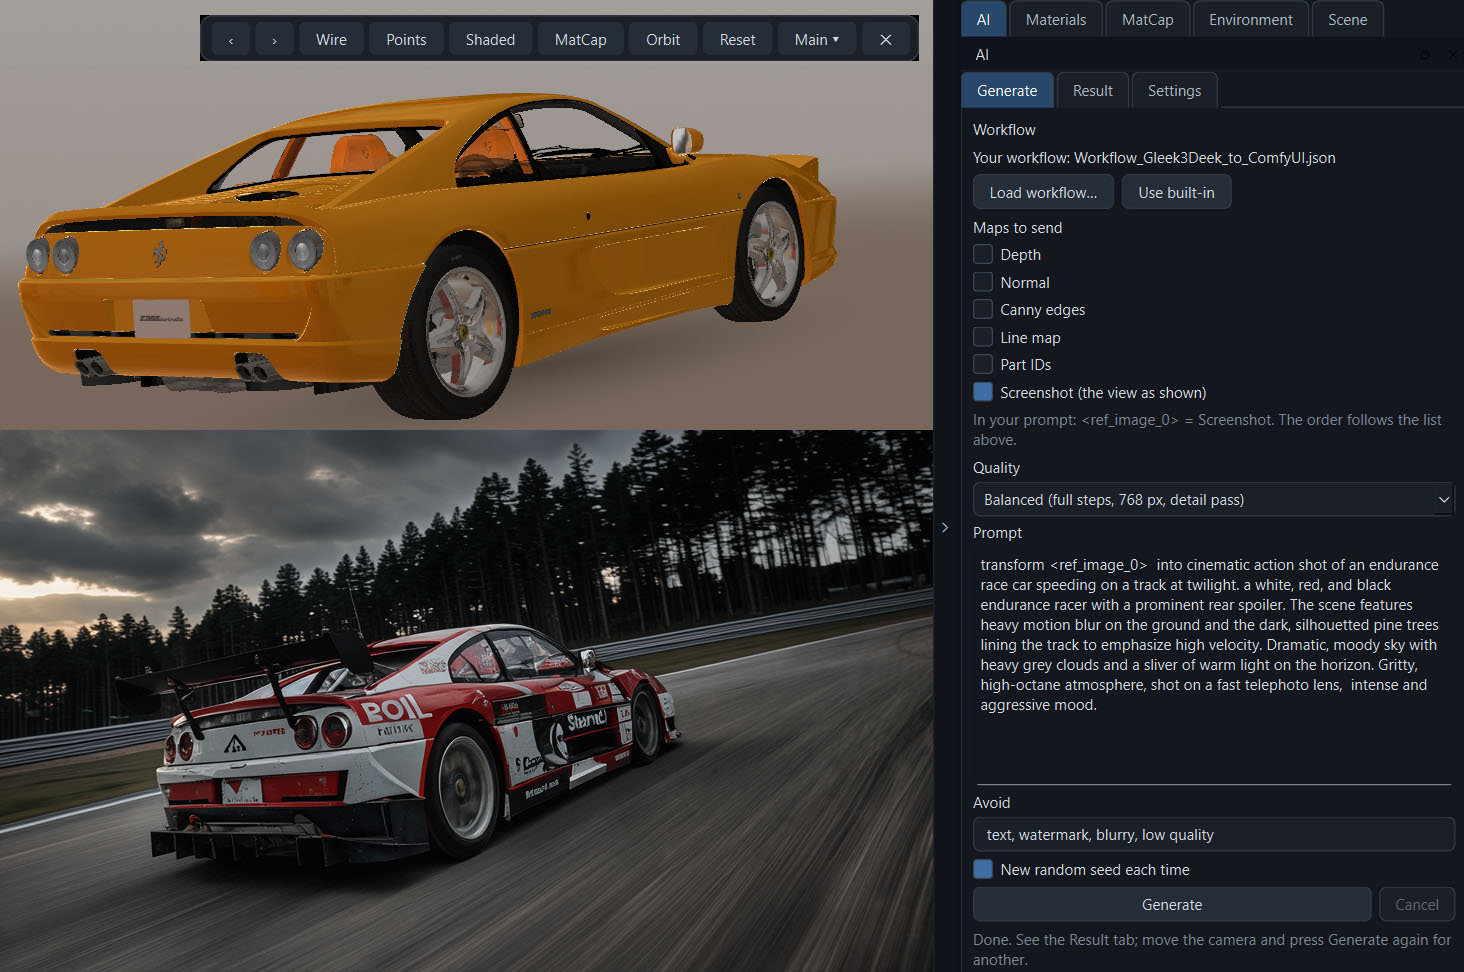 ‹ › Wire Points Shaded MatCap Orbit Reset Main ▾ ✕
BOIL
AI Materials MatCap Environment Scene
AI
Generate Result Settings
Workflow
Your workflow: Workflow_Gleek3Deek_to_ComfyUI.json
Load workflow... Use built-in
Maps to send
Depth
Normal
Canny edges
Line map
Part IDs
Screenshot (the view as shown)
In your prompt: <ref_image_0> = Screenshot. The order follows the list
above.
Quality
Balanced (full steps, 768 px, detail pass)
Prompt
transform <ref_image_0>  into cinematic action shot of an endurance
race car speeding on a track at twilight. a white, red, and black
endurance racer with a prominent rear spoiler. The scene features
heavy motion blur on the ground and the dark, silhouetted pine trees
lining the track to emphasize high velocity. Dramatic, moody sky with
heavy grey clouds and a sliver of warm light on the horizon. Gritty,
high-octane atmosphere, shot on a fast telephoto lens,  intense and
aggressive mood.
Avoid
text, watermark, blurry, low quality
New random seed each time
Generate Cancel
Done. See the Result tab; move the camera and press Generate again for
another.